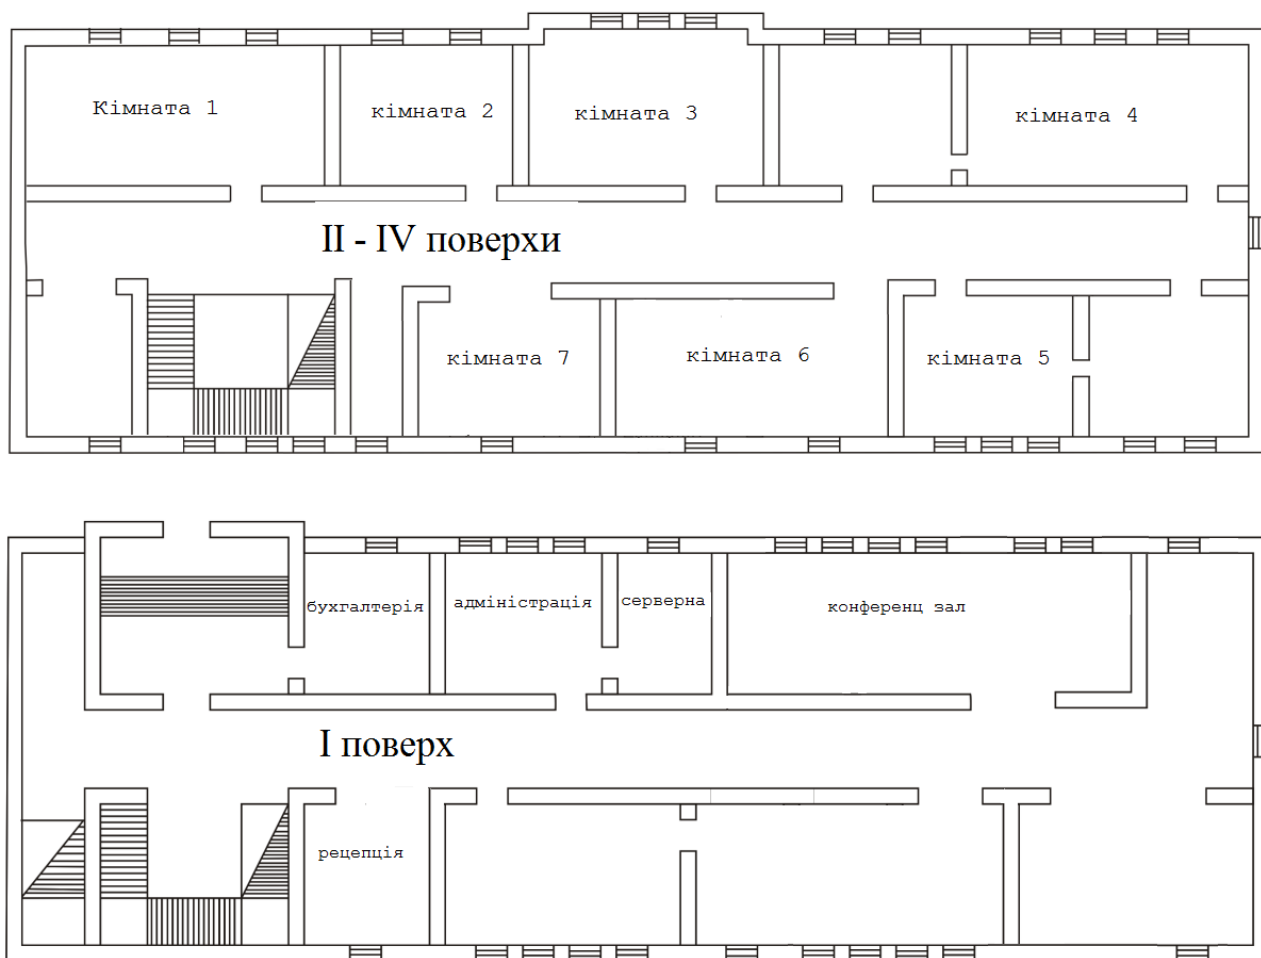 Кімната 1
кімната 2
кімната 3
кімната 4
II - IV поверхи
кімната 7
кімната 6
кімната 5
бухгалтерія
адміністрація
серверна
конференц зал
I поверх
рецепція